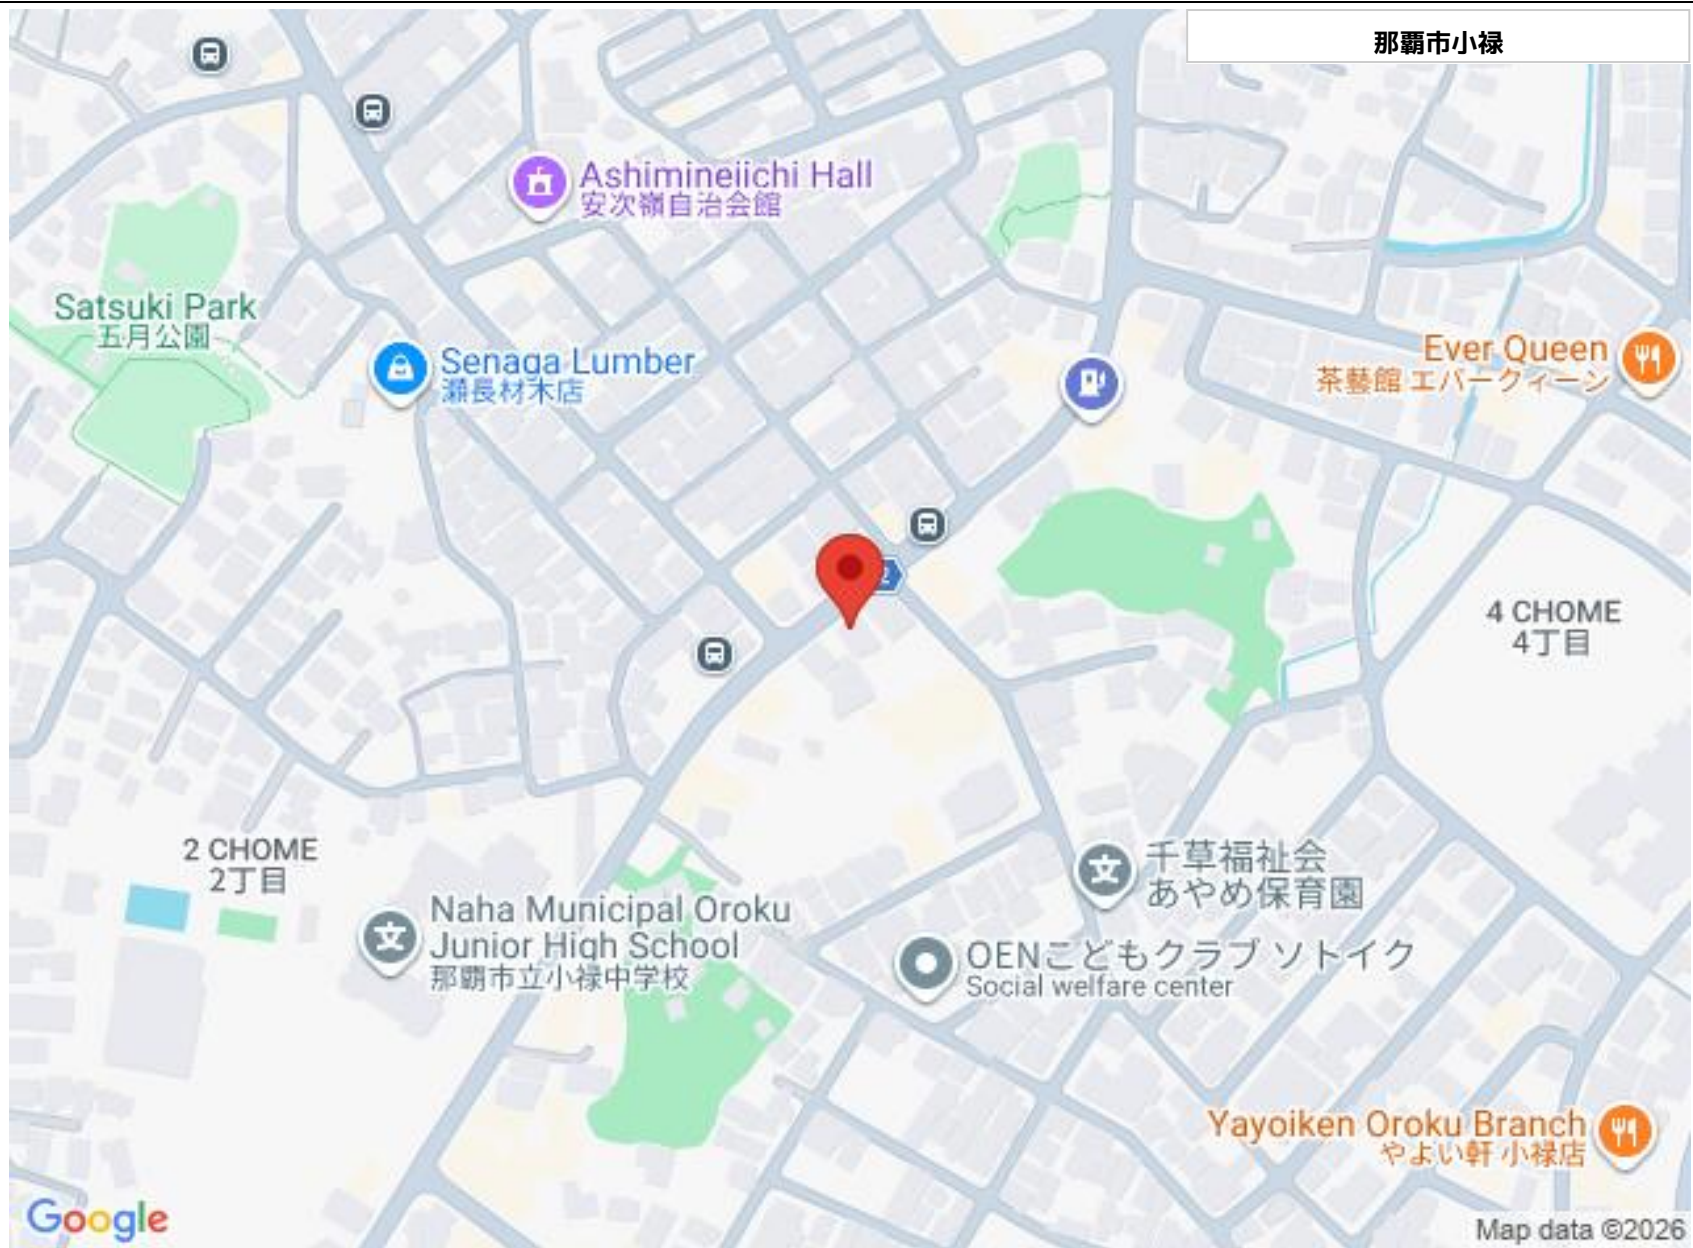 那覇市小禄
Ashimineiichi Hall
安次嶺自治会館
Satsuki Park
五月公園
Senaga Lumber
瀬長材木店
Ever Queen
茶藝館 エバークィーン
2
4 CHOME
4丁目
2 CHOME
2丁目
千草福祉会
あやめ保育園
Naha Municipal Oroku
Junior High School
那覇市立小禄中学校
OENこどもクラブ ソトイク
Social welfare center
Yayoiken Oroku Branch
やよい軒 小禄店
Google
Map data ©2026